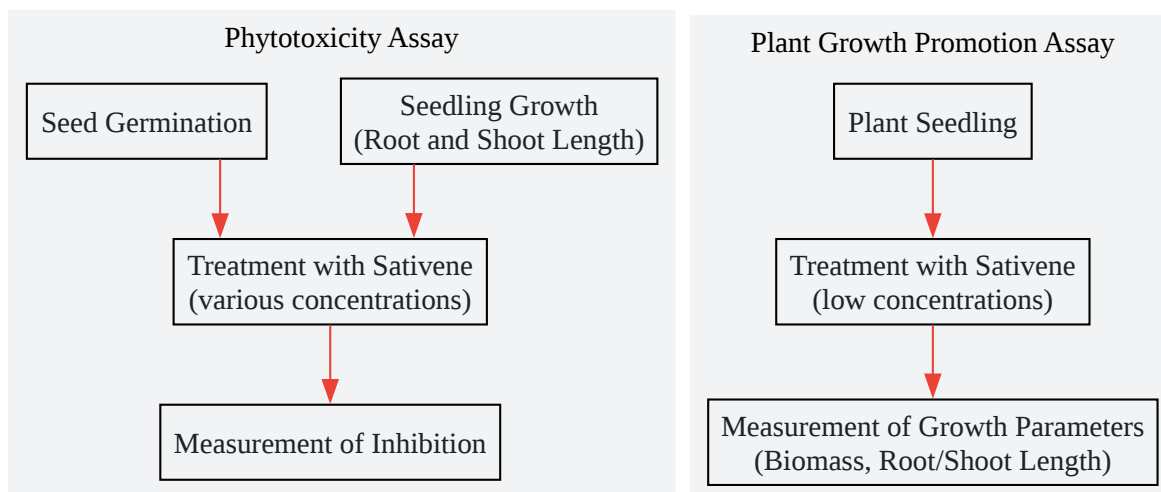 Phytotoxicity Assay
Seed Germination
Seedling Growth
(Root and Shoot Length)
Treatment with Sativene
(various concentrations)
Measurement of Inhibition
Plant Growth Promotion Assay
Plant Seedling
Treatment with Sativene
(low concentrations)
Measurement of Growth Parameters
(Biomass, Root/Shoot Length)